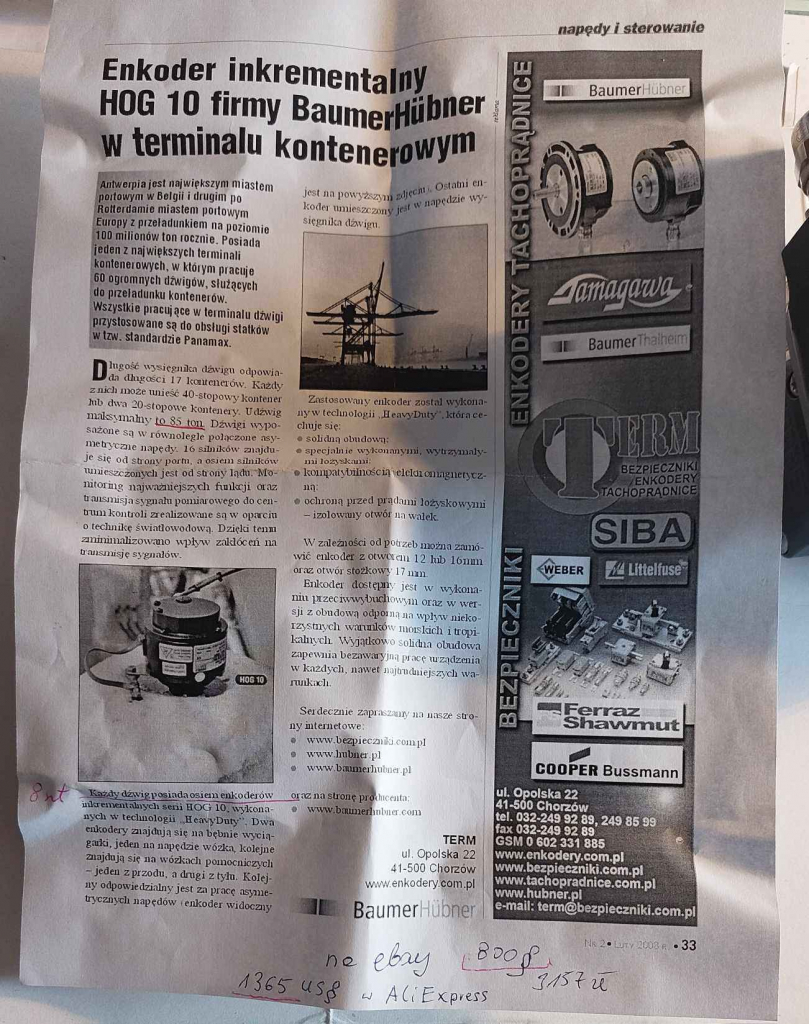 napędy i sterowanie
Enkoder inkrementalny
HOG 10 firmy BaumerHübner
w terminalu kontenerowym
Antwerpia jest największym miastem
portowym w Belgii i drugim po
Rotterdamie miastem portowym
Europy z przeładunkiem na poziomie
100 milionów ton rocznie. Posiada
jeden z największych terminali
kontenerowych, w którym pracuje
60 ogromnych dźwigów, służących
do przeładunku kontenerów.
Wszystkie pracujące w terminalu dźwigi
przystosowane są do obsługi statków
w tzw. standardzie Panamax.
Długość wysięgnika dźwigu odpowia-
da długości 17 kontenerów. Każdy
z nich może unieść 40-stopowy kontener
lub dwa 20-stopowe kontenery. Udźwig
maksymalny to 85 ton. Dźwigi wypo-
sażone są w równolegle połączone asy-
metryczne napędy. 16 silników znajdu-
je się od strony portu, a osiem silników
umieszczonych jest od strony lądu. Mo-
nitoring najważniejszych funkcji oraz
transmisja sygnału pomiarowego do cen-
trum kontroli zrealizowane są w oparciu
o technikę światłowodową. Dzięki temu
zminimalizowano wpływ zakłóceń na
transmisję sygnałów.
HOG 10
8
Każdy dźwig posiada osiem enkoderów
inkrementalnych serii HOG 10, wykona-
nych w technologii „HeavyDuty”. Dwa
enkodery znajdują się na bębnie wycią-
garki, jeden na napędzie wózka, kolejne
znajdują się na wózkach pomocniczych
– jeden z przodu, a drugi z tyłu. Kolej-
ny odpowiedzialny jest za pracę asyme-
trycznych napędów i enkoder widoczny
jest na powyższym zdjęciu. Ostatni en-
koder umieszczony jest w napędzie wy-
sięgnika dźwigu.
Zastosowany enkoder został wykona-
ny w technologii „HeavyDuty”, która ce-
chuje się:
● solidną obudową;
● specjalnie wykonanymi, wytrzymały-
mi łożyskami;
● kompatybilnością elektromagnetycz-
ną;
● ochroną przed prądami łożyskowymi
– izolowany otwór na wałek.
W zależności od potrzeb można zamó-
wić enkoder z otworem 12 lub 16mm
oraz otwór stożkowy 17 mm.
Enkoder dostępny jest w wykona-
niu przeciwwybuchowym oraz w wer-
sji z obudową odporną na wpływ nieko-
rzystnych warunków morskich i tropi-
kalnych. Wyjątkowo solidna obudowa
zapewnia bezawaryjną pracę urządzenia
w każdych, nawet najtrudniejszych wa-
runkach.
Serdecznie zapraszamy na nasze stro-
ny internetowe:
● www.bezpieczniki.com.pl
● www.hubner.pl
● www.baumerhubner.pl
oraz na stronę producenta:
● www.baumerhubner.com
TERM
ul. Opolska 22
41-500 Chorzów
www.enkodery.com.pl
BaumerHübner
reklama
ENKODERY TACHOPRĄDNICE
BaumerHübner
Tamagawa
BaumerThalheim
TERM
BEZPIECZNIKI
ENKODERY
TACHOPRĄDNICE
SIBA
BEZPIECZNIKI
WEBER
Littelfuse
Ferraz
Shawmut
COOPER Bussmann
ul. Opolska 22
41-500 Chorzów
tel. 032-249 92 89, 249 85 99
fax 032-249 92 89
GSM 0 602 331 885
www.enkodery.com.pl
www.bezpieczniki.com.pl
www.tachopradnice.com.pl
www.hubner.pl
e-mail: term@bezpieczniki.com.pl
Nr 2 • Luty 2008 r. • 33
na ebay 800$
1365 US$ w AliExpress 3157 zł